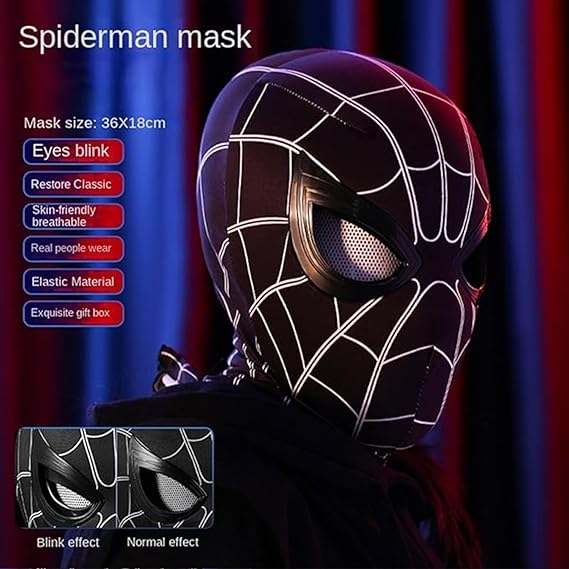 Spiderman mask
Mask size: 36X18cm
Eyes blink
Restore Classic
Skin-friendly
breathable
Real people wear
Elastic Material
Exquisite gift box
Blink effect
Normal effect